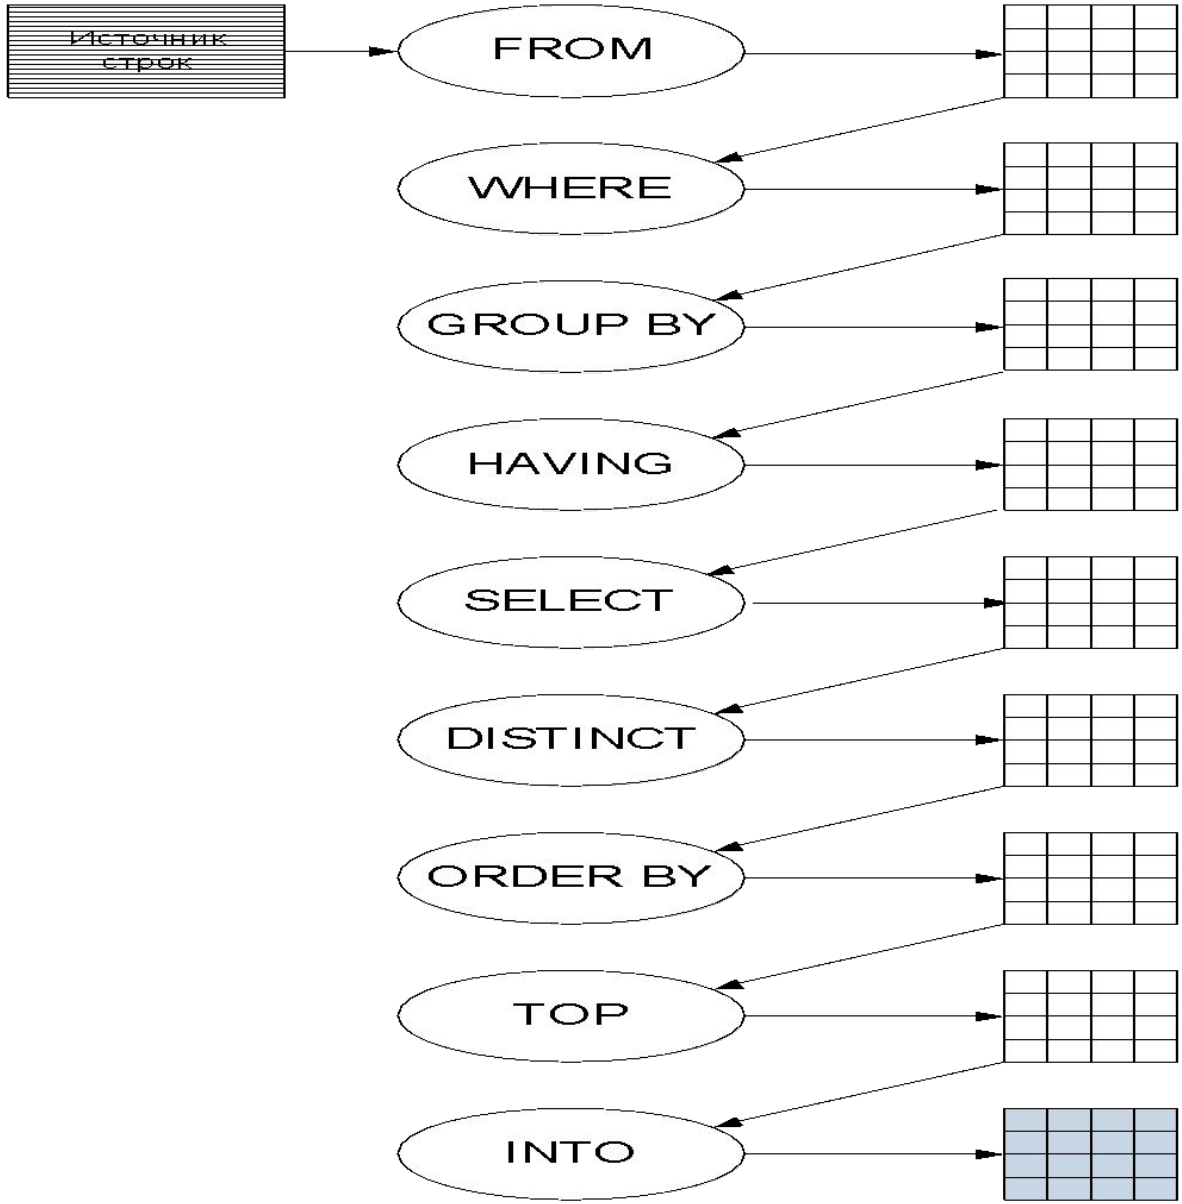 Источник
строк
FROM
WHERE
GROUP BY
HAVING
SELECT
DISTINCT
ORDER BY
TOP
INTO